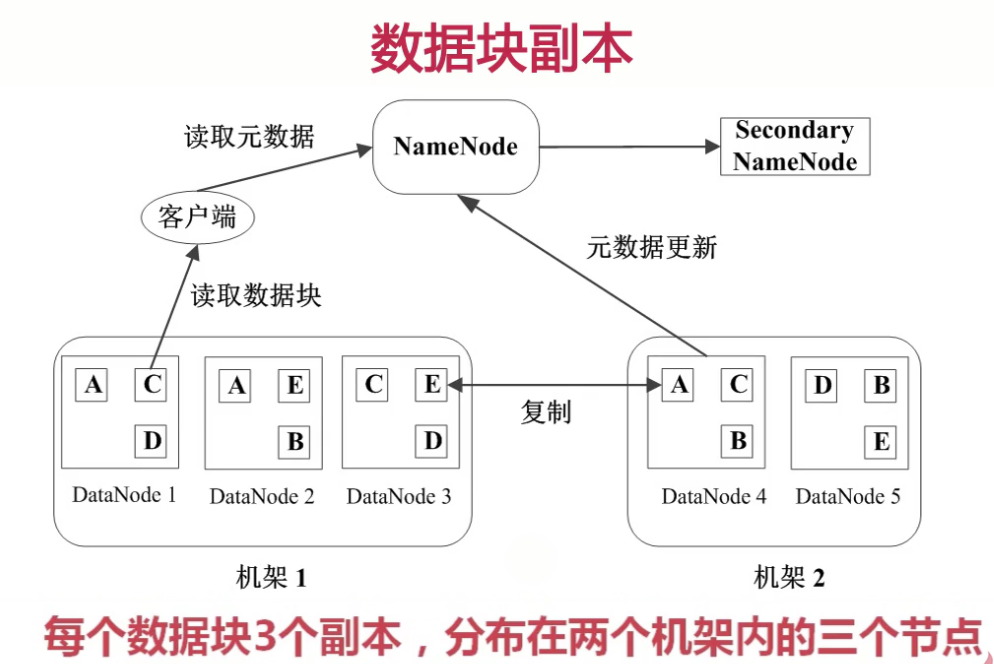 数据块副本
读取元数据
NameNode
Secondary
NameNode
客户端
元数据更新
读取数据块
A C
D
A E
B
C E
D
复制
A C
B
D B
E
DataNode 1
DataNode 2
DataNode 3
DataNode 4
DataNode 5
机架 1
机架 2
每个数据块3个副本，分布在两个机架内的三个节点